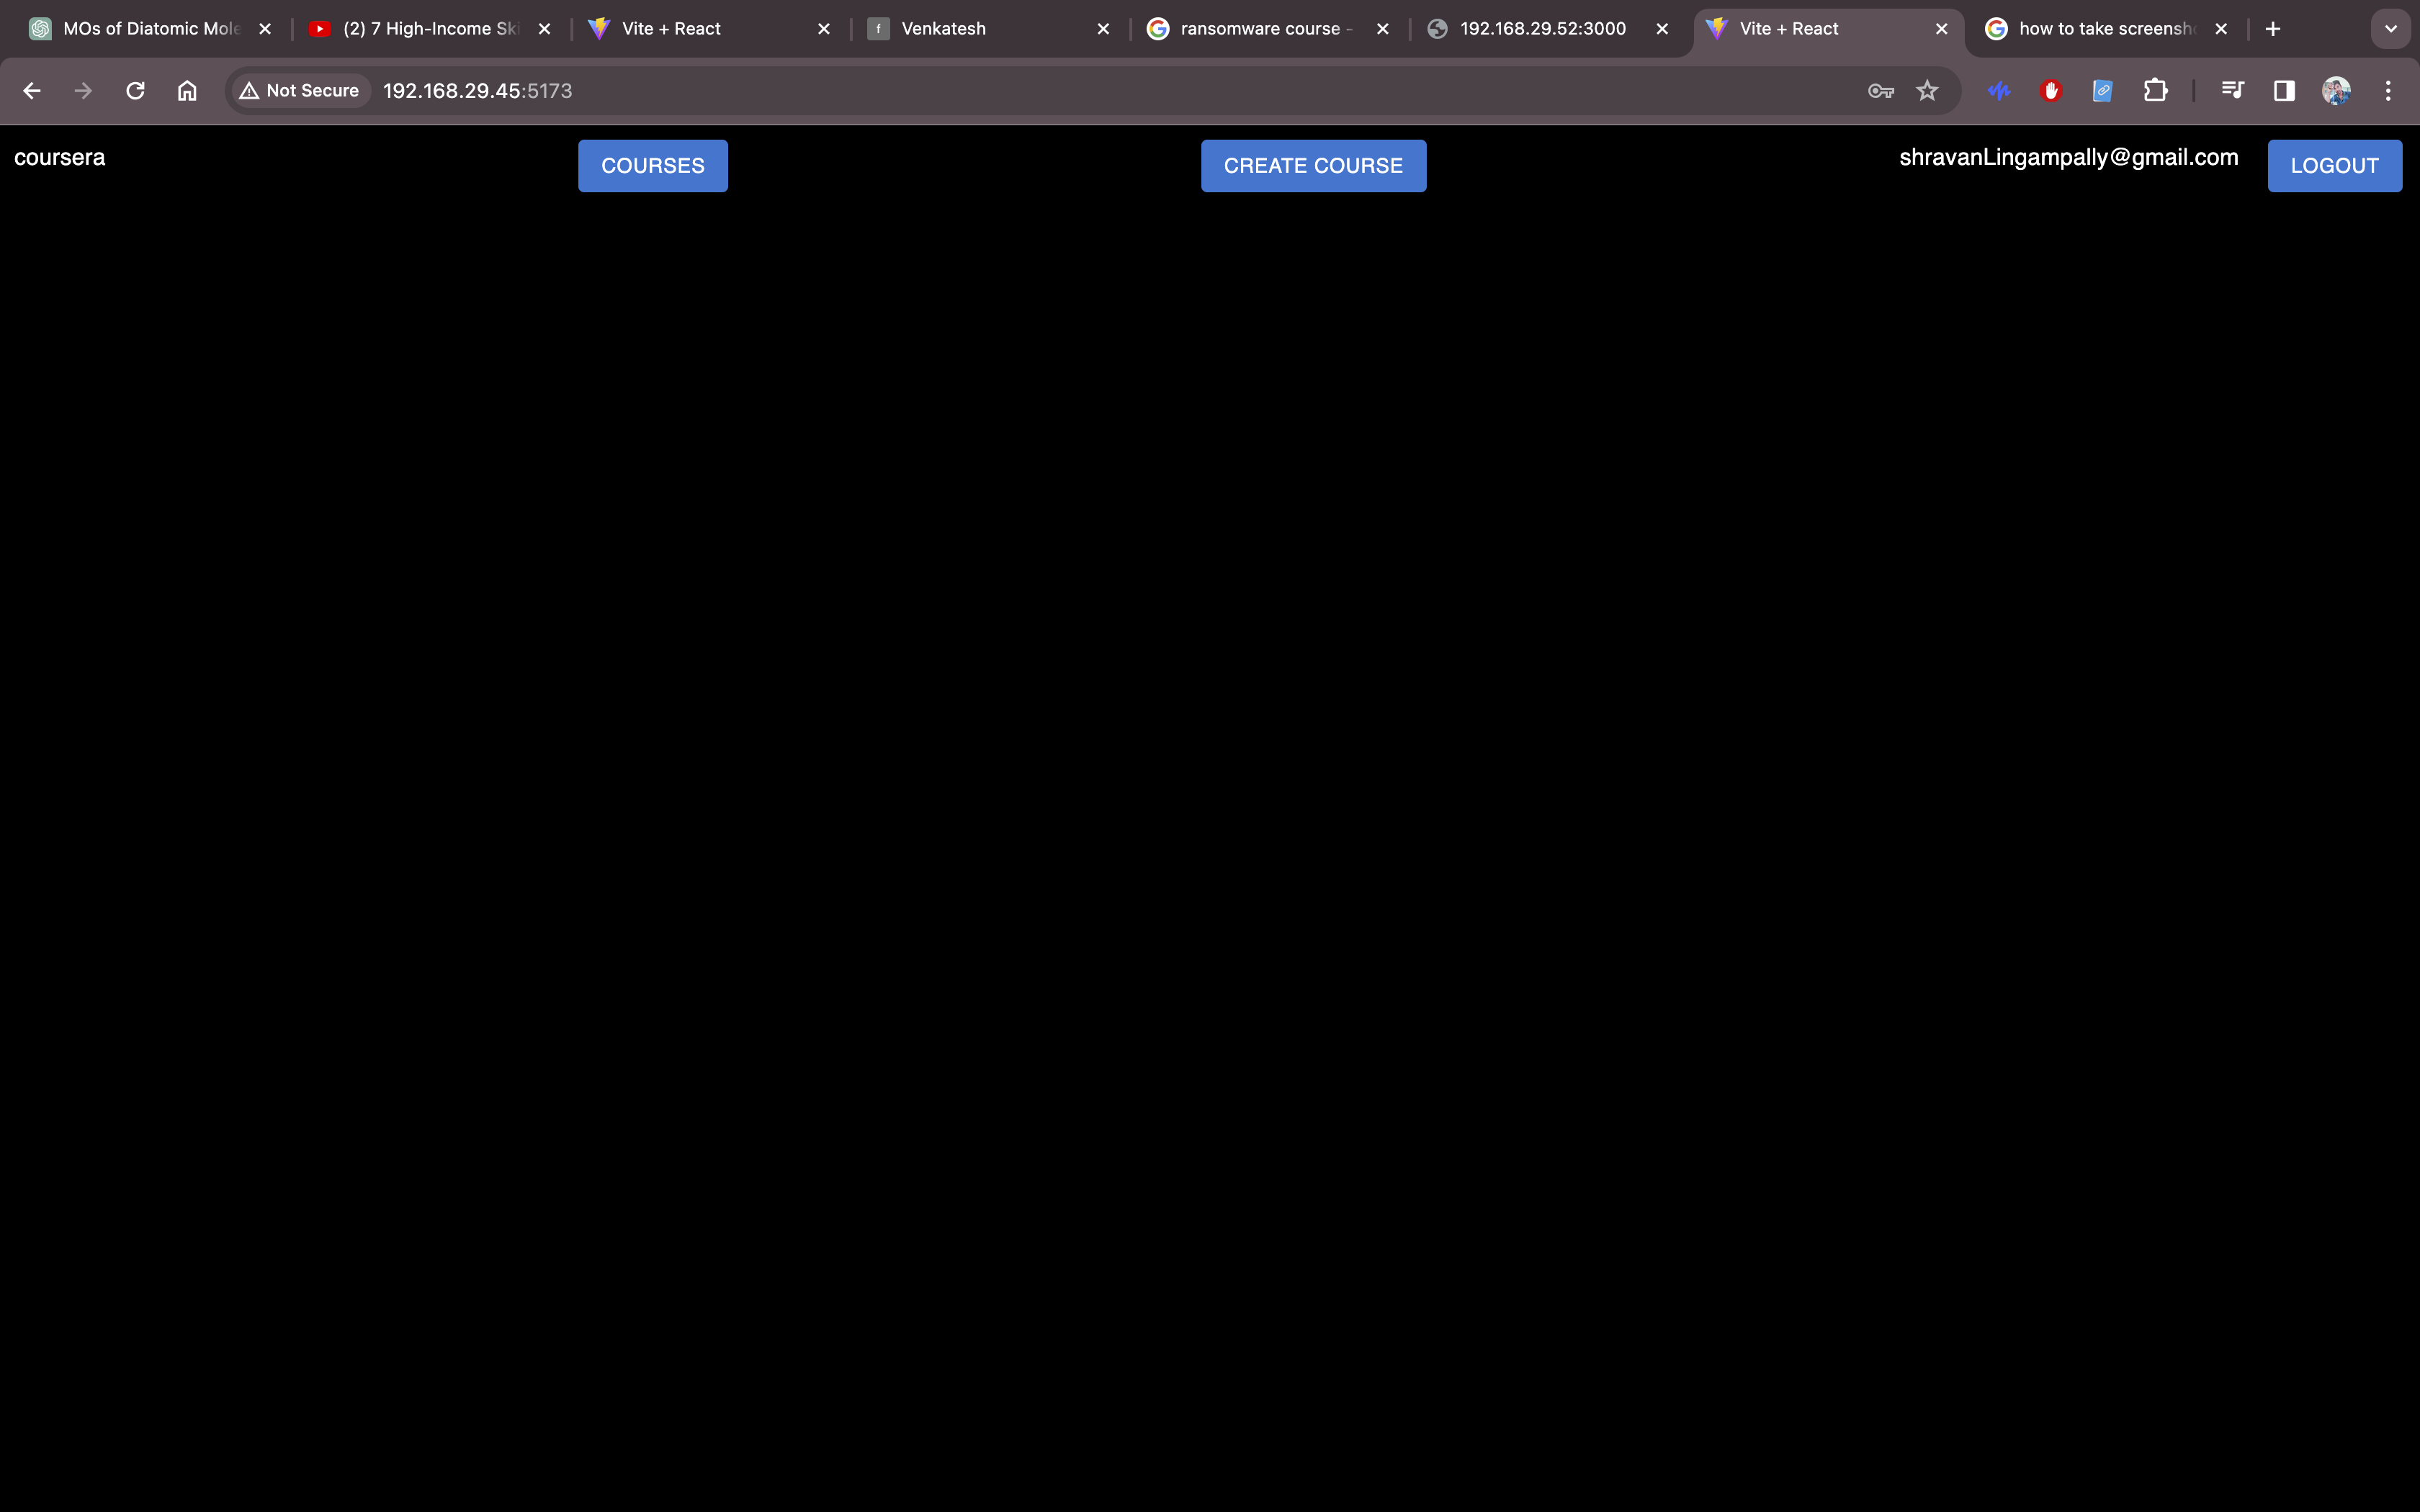 MOs of Diatomic Mole
(2) 7 High-Income Ski
Vite + React
f
Venkatesh
ransomware course -
192.168.29.52:3000
Vite + React
how to take screensho
Not Secure
192.168.29.45:5173
coursera
COURSES
CREATE COURSE
shravanLingampally@gmail.com
LOGOUT